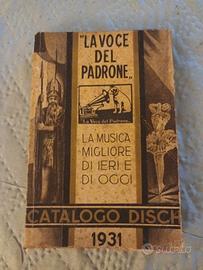 "LA VOCE
DEL
PADRONE„
La Voce del Padrone
LA MUSICA
MIGLIORE
DI IERI E
DI OGGI
CATALOGO DISCH
1931
subito